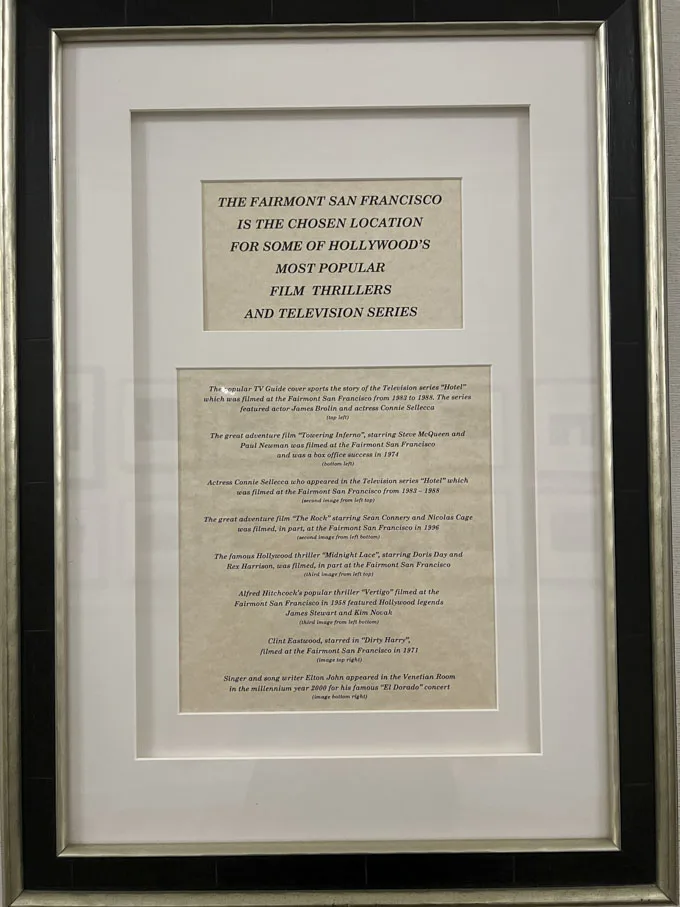 THE FAIRMONT SAN FRANCISCO
IS THE CHOSEN LOCATION
FOR SOME OF HOLLYWOOD'S
MOST POPULAR
FILM THRILLERS
AND TELEVISION SERIES
The popular TV Guide cover sports the story of the Television series "Hotel"
which was filmed at the Fairmont San Francisco from 1983 to 1988. The series
featured actor James Brolin and actress Connie Sellecca
(top left)
The great adventure film "Towering Inferno", starring Steve McQueen and
Paul Newman was filmed at the Fairmont San Francisco
and was a box office success in 1974
(bottom left)
Actress Connie Sellecca who appeared in the Television series "Hotel" which
was filmed at the Fairmont San Francisco from 1983 – 1988
(second image from left top)
The great adventure film "The Rock" starring Sean Connery and Nicolas Cage
was filmed, in part, at the Fairmont San Francisco in 1996
(second image from left bottom)
The famous Hollywood thriller "Midnight Lace", starring Doris Day and
Rex Harrison, was filmed, in part at the Fairmont San Francisco
(third image from left top)
Alfred Hitchcock's popular thriller "Vertigo" filmed at the
Fairmont San Francisco in 1958 featured Hollywood legends
James Stewart and Kim Novak
(third image from left bottom)
Clint Eastwood, starred in "Dirty Harry",
filmed at the Fairmont San Francisco in 1971
(image top right)
Singer and song writer Elton John appeared in the Venetian Room
in the millennium year 2000 for his famous "El Dorado" concert
(image bottom right)